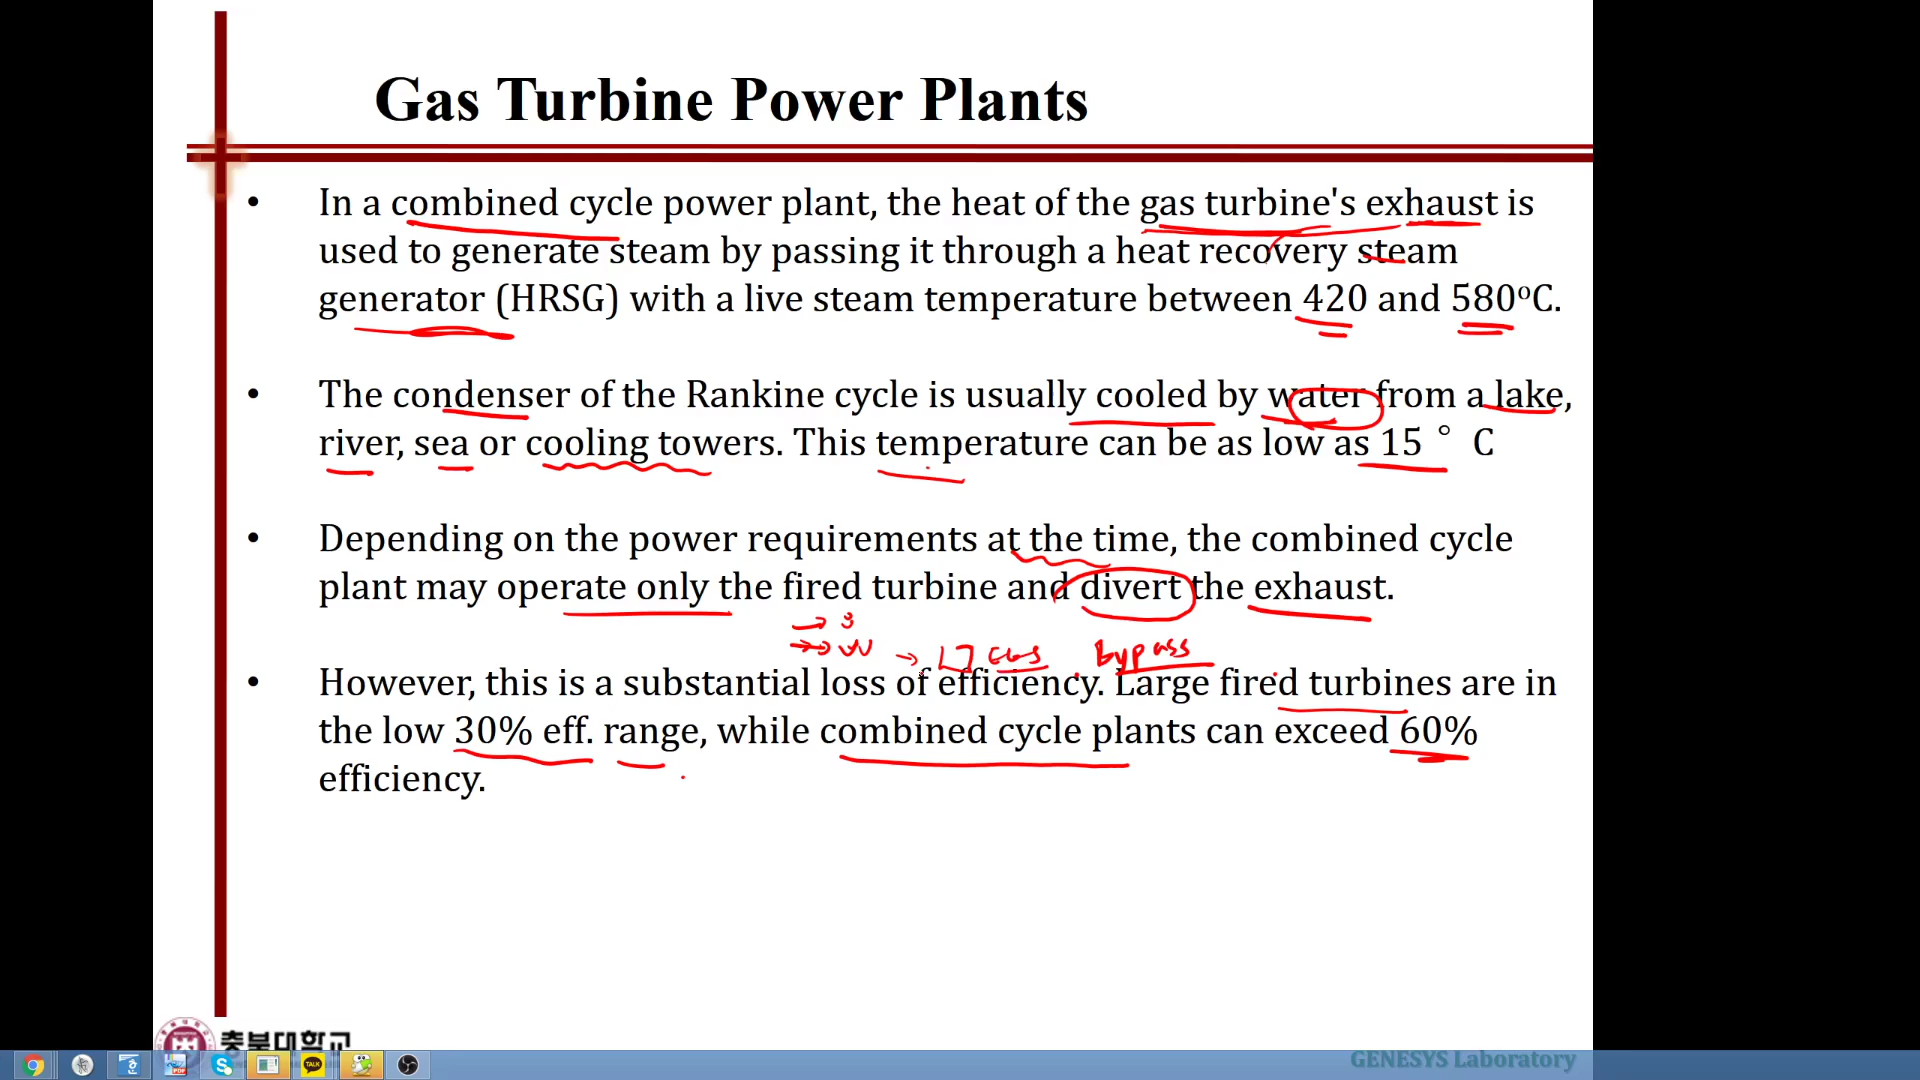 Gas Turbine Power Plants
• In a combined cycle power plant, the heat of the gas turbine's exhaust is
used to generate steam by passing it through a heat recovery steam
generator (HRSG) with a live steam temperature between 420 and 580°C.
• The condenser of the Rankine cycle is usually cooled by water from a lake,
river, sea or cooling towers. This temperature can be as low as 15 ° C
• Depending on the power requirements at the time, the combined cycle
plant may operate only the fired turbine and divert the exhaust.
bypass
• However, this is a substantial loss of efficiency. Large fired turbines are in
the low 30% eff. range, while combined cycle plants can exceed 60%
efficiency.
충북대학교
GENESYS Laboratory